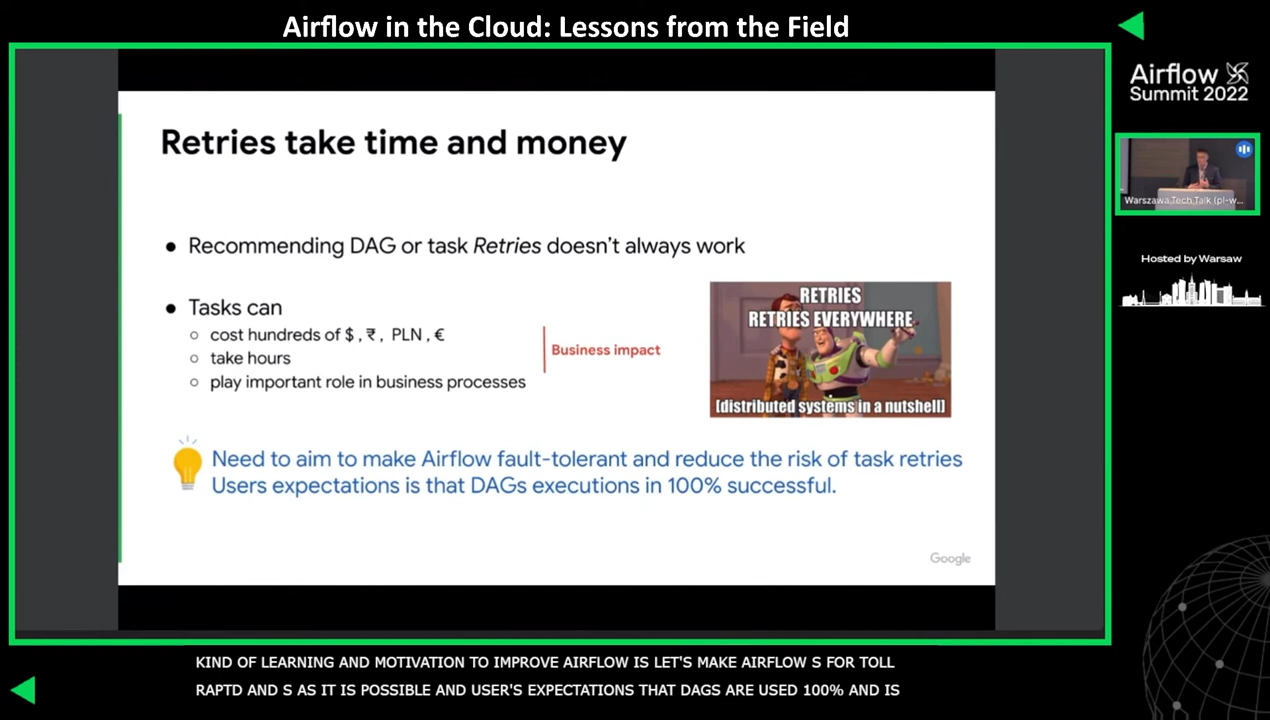 Airflow in the Cloud: Lessons from the Field
Airflow
Summit 2022
Warszawa Tech Talk (pl-w...
Hosted by Warsaw
Retries take time and money
● Recommending DAG or task Retries doesn't always work
● Tasks can
○ cost hundreds of $ , ₹ , PLN , €
○ take hours
○ play important role in business processes
Business impact
RETRIES
RETRIES EVERYWHERE
[distributed systems in a nutshell]
Need to aim to make Airflow fault-tolerant and reduce the risk of task retries
Users expectations is that DAGs executions in 100% successful.
Google
KIND OF LEARNING AND MOTIVATION TO IMPROVE AIRFLOW IS LET'S MAKE AIRFLOW S FOR TOLL
RAPTD AND S AS IT IS POSSIBLE AND USER'S EXPECTATIONS THAT DAGS ARE USED 100% AND IS